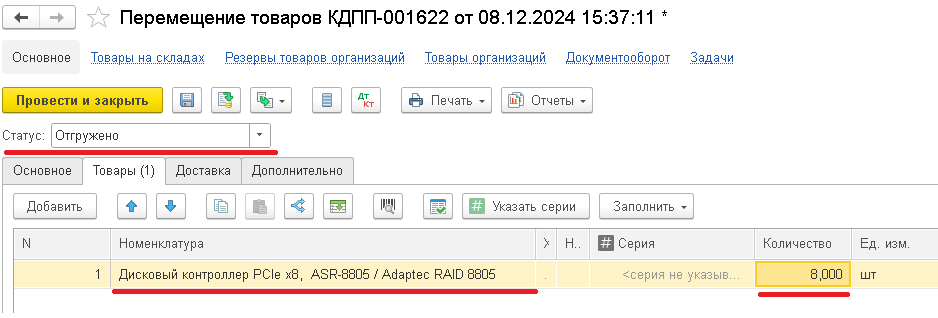 Перемещение товаров КДПП-001622 от 08.12.2024 15:37:11 *
Основное Товары на складах Резервы товаров организаций Товары организаций Документооборот Задачи
Провести и закрыть Дт Кт Печать Отчеты
Статус: Отгружено
Основное Товары (1) Доставка Дополнительно
Добавить # Указать серии Заполнить
N Номенклатура Х Н.. # Серия Количество Ед. изм.
1 Дисковый контроллер PCIe x8, ASR-8805 / Adaptec RAID 8805 . <серия не указыв... 8,000 шт